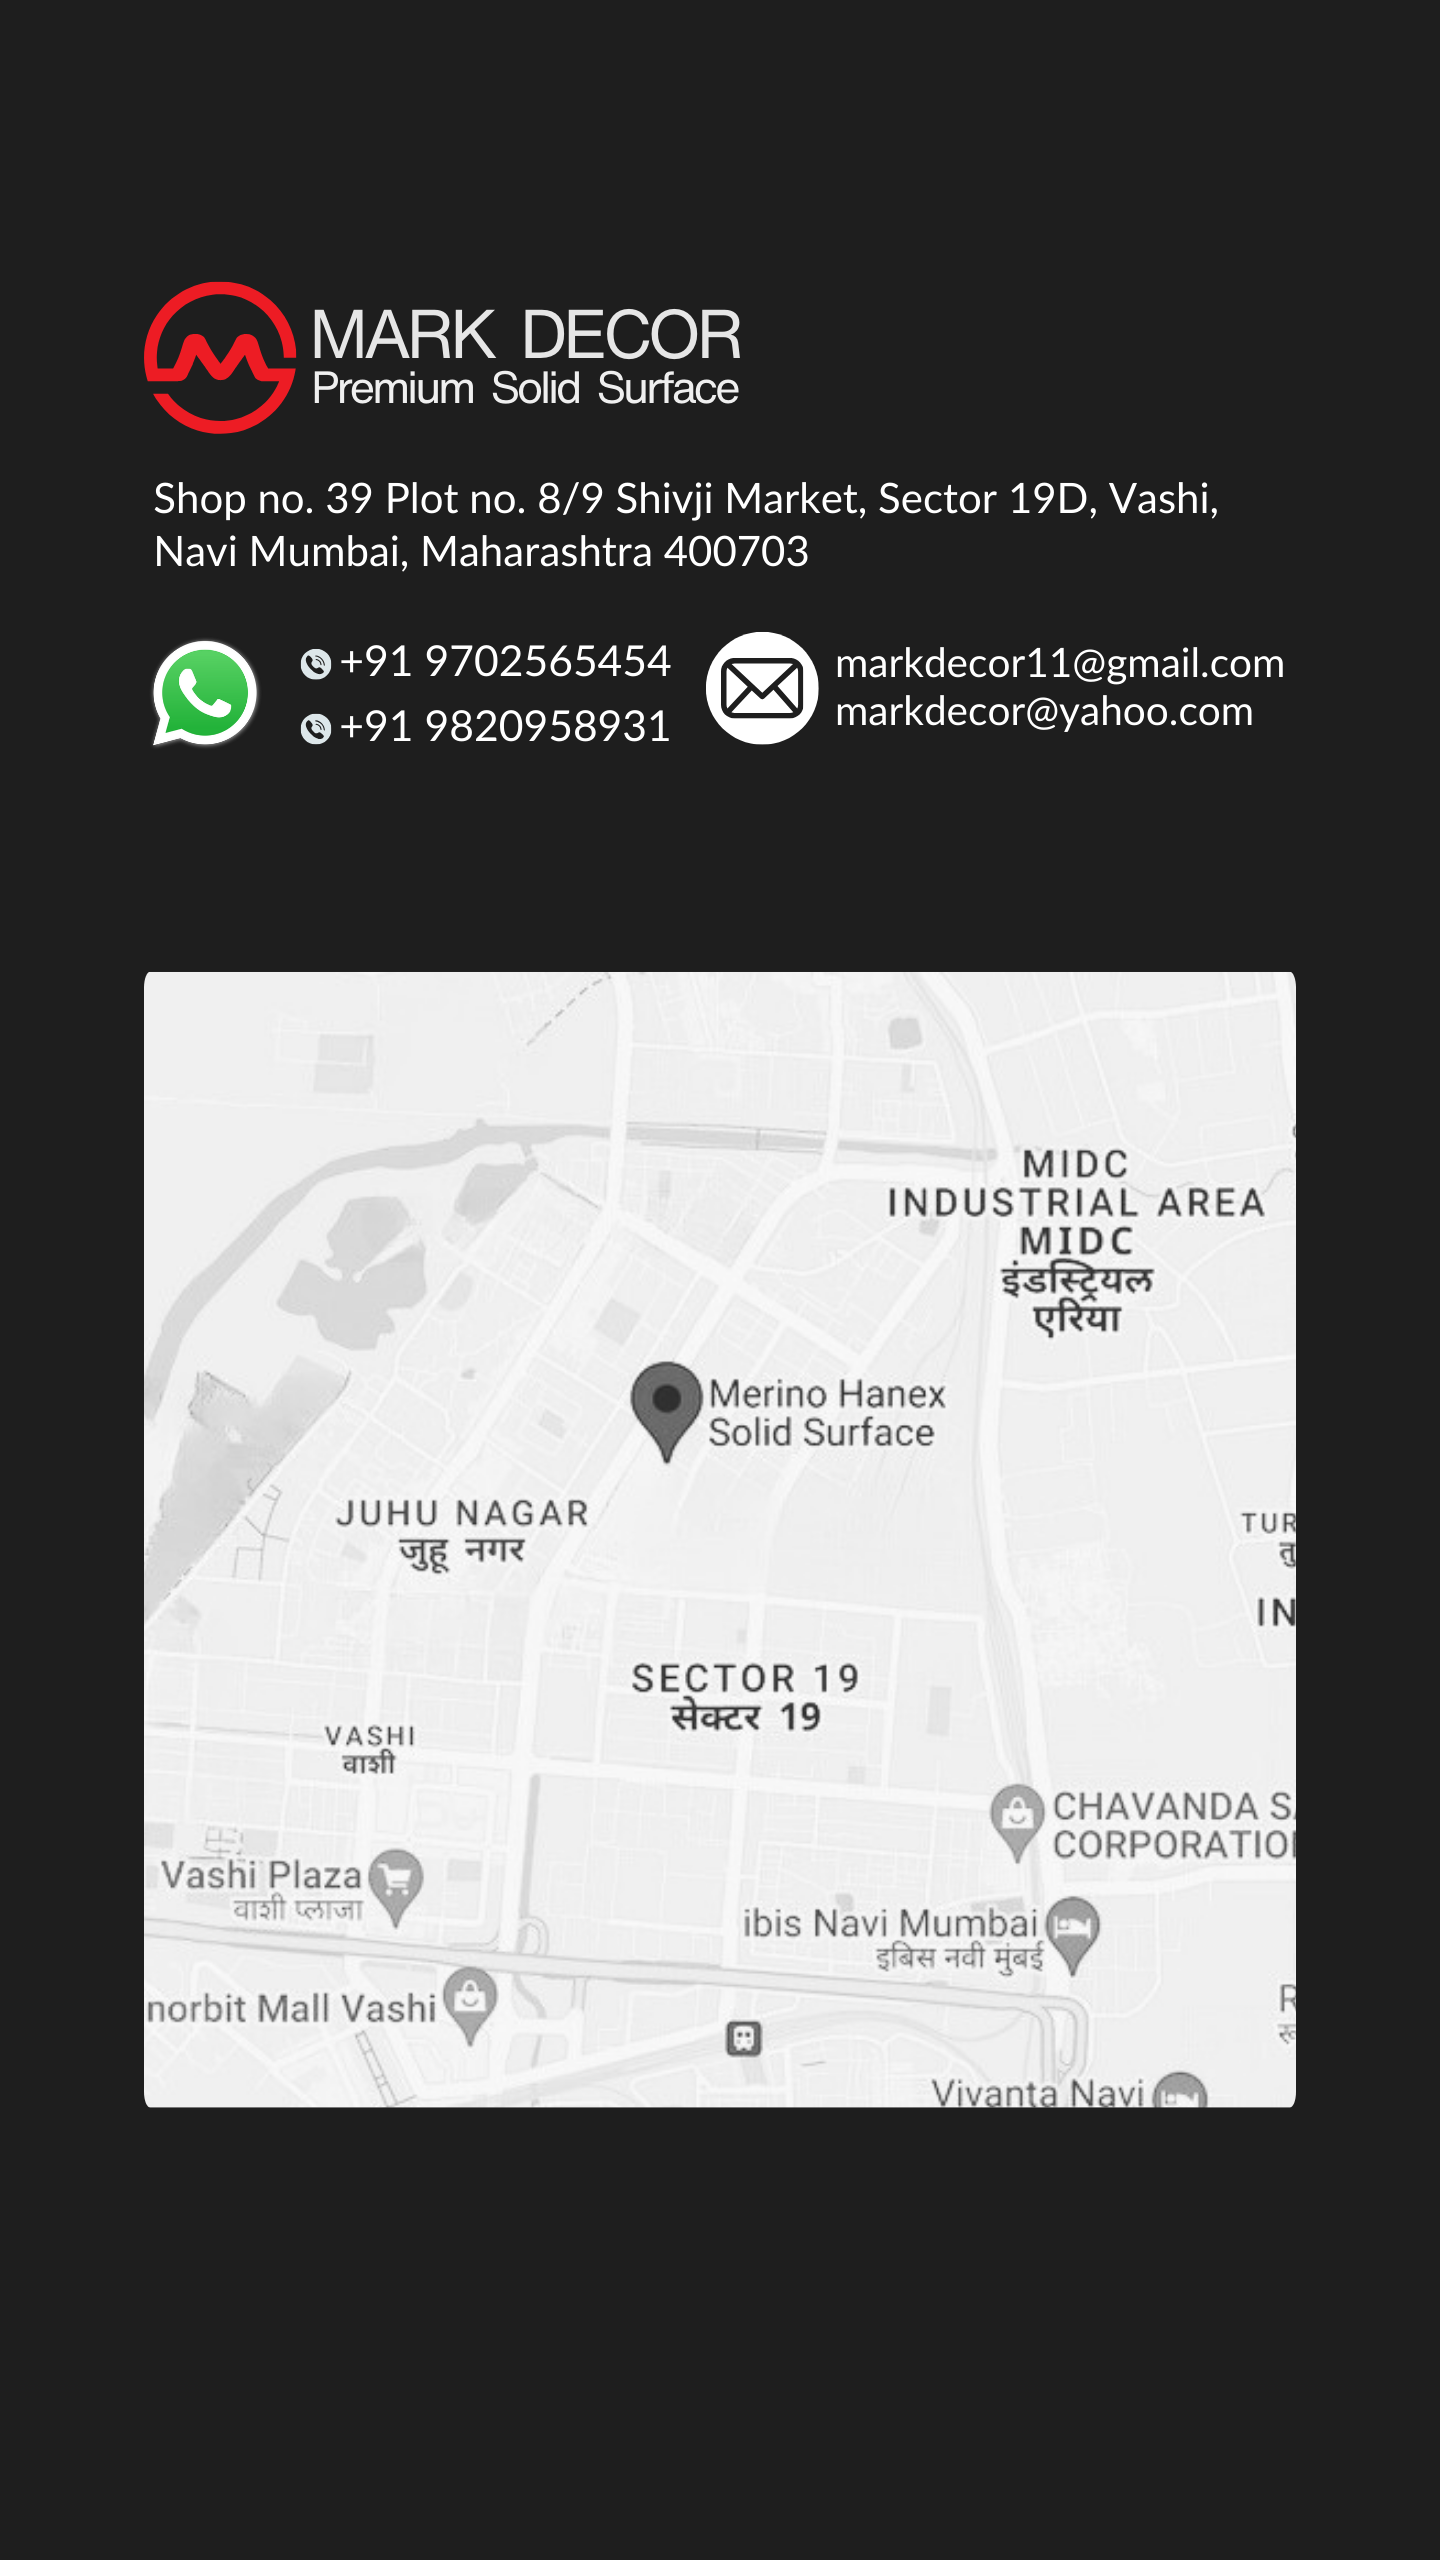 MARK DECOR
Premium Solid Surface
Shop no. 39 Plot no. 8/9 Shivji Market, Sector 19D, Vashi,
Navi Mumbai, Maharashtra 400703
+91 9702565454
+91 9820958931
markdecor11@gmail.com
markdecor@yahoo.com
MIDC
INDUSTRIAL AREA
MIDC
इंडस्ट्रियल
एरिया
Merino Hanex
Solid Surface
JUHU NAGAR
जुहू नगर
TUR
तु
IN
SECTOR 19
सेक्टर 19
VASHI
वाशी
CHAVANDA
CORPORATIO
Vashi Plaza
वाशी प्लाजा
ibis Navi Mumbai
इबिस नवी मुंबई
norbit Mall Vashi
Vivanta Navi